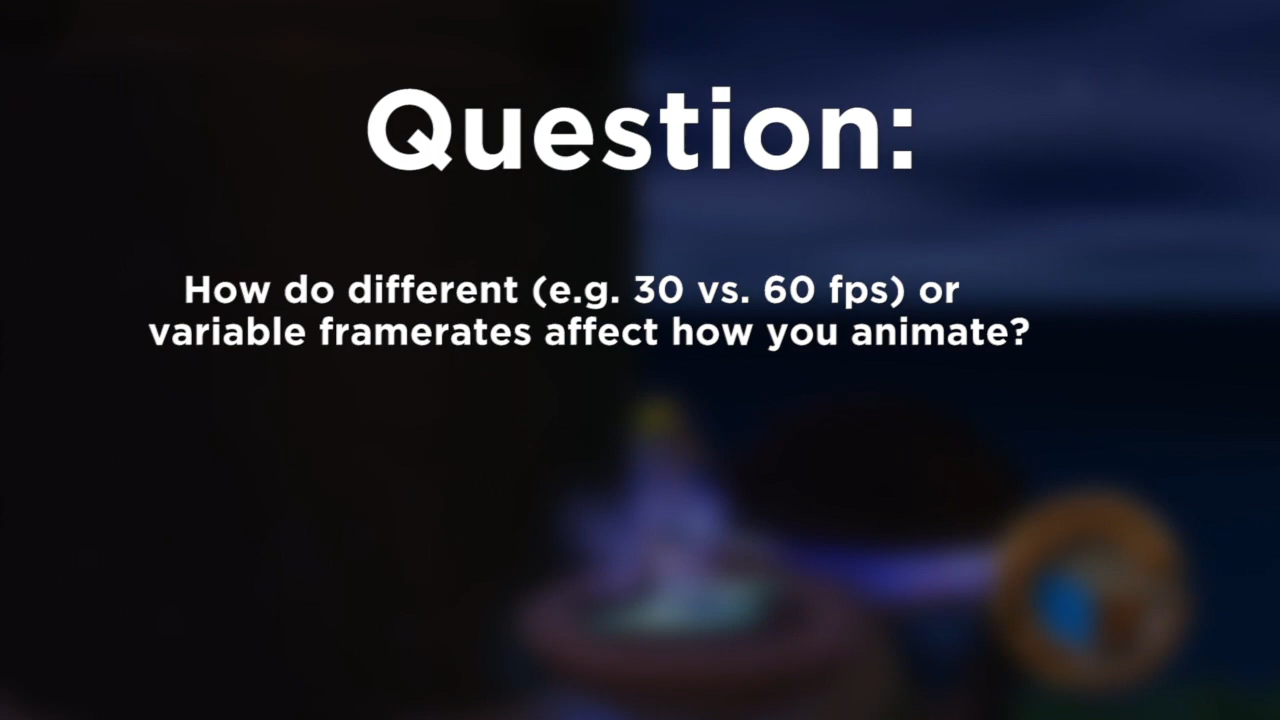 Question:
How do different (e.g. 30 vs. 60 fps) or
variable framerates affect how you animate?